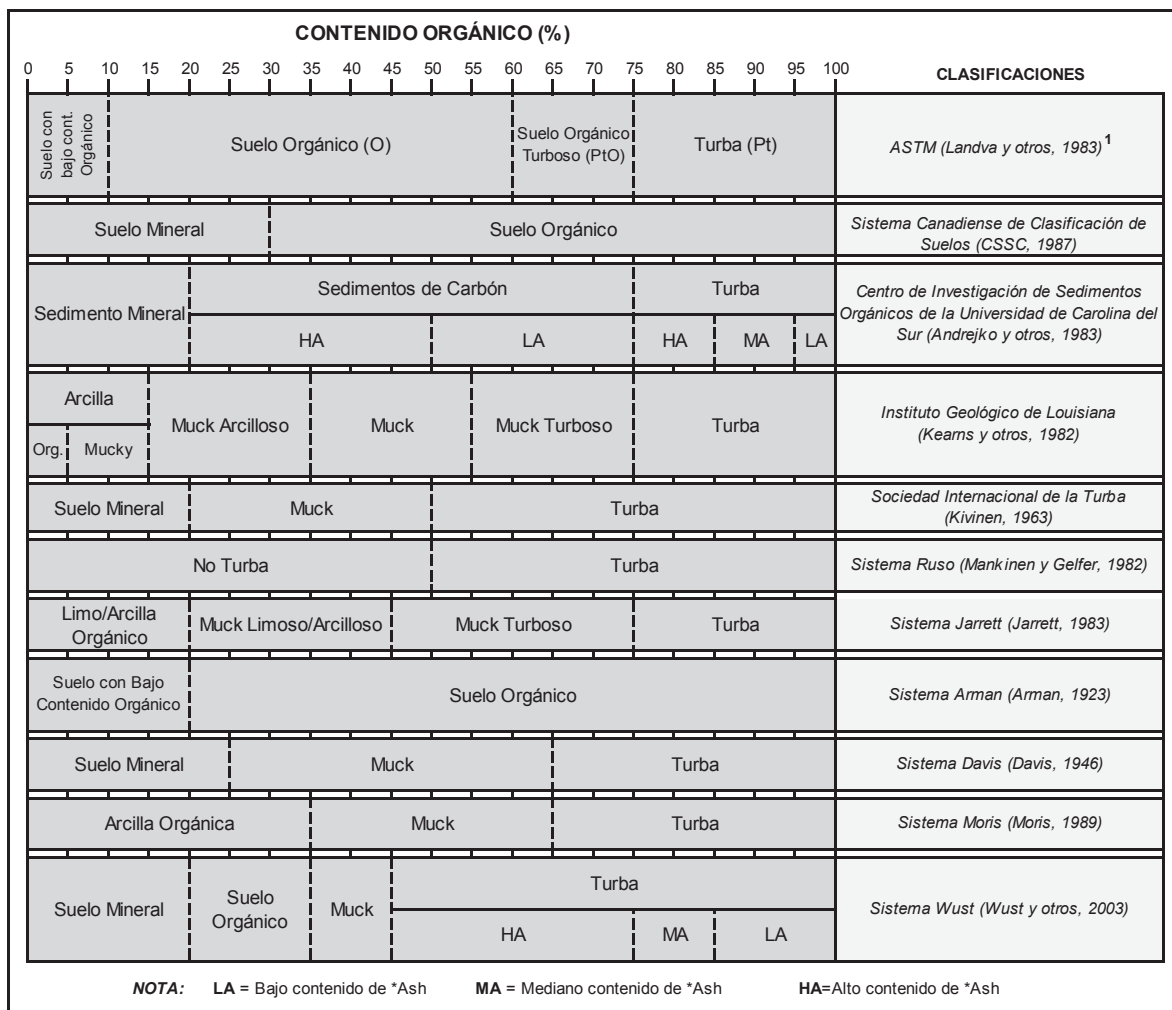 CONTENIDO ORGÁNICO (%)
0 5 10 15 20 25 30 35 40 45 50 55 60 65 70 75 80 85 90 95 100
CLASIFICACIONES
Suelo con
bajo cont.
Orgánico
Suelo Orgánico (O)
Suelo Orgánico
Turboso (PtO)
Turba (Pt)
ASTM (Landva y otros, 1983)1
Suelo Mineral
Suelo Orgánico
Sistema Canadiense de Clasificación de
Suelos (CSSC, 1987)
Sedimento Mineral
Sedimentos de Carbón
Turba
HA
LA
HA
MA
LA
Centro de Investigación de Sedimentos
Orgánicos de la Universidad de Carolina del
Sur (Andrejko y otros, 1983)
Arcilla
Org.
Mucky
Muck Arcilloso
Muck
Muck Turboso
Turba
Instituto Geológico de Louisiana
(Kearns y otros, 1982)
Suelo Mineral
Muck
Turba
Sociedad Internacional de la Turba
(Kivinen, 1963)
No Turba
Turba
Sistema Ruso (Mankinen y Gelfer, 1982)
Limo/Arcilla
Orgánico
Muck Limoso/Arcilloso
Muck Turboso
Turba
Sistema Jarrett (Jarrett, 1983)
Suelo con Bajo
Contenido Orgánico
Suelo Orgánico
Sistema Arman (Arman, 1923)
Suelo Mineral
Muck
Turba
Sistema Davis (Davis, 1946)
Arcilla Orgánica
Muck
Turba
Sistema Moris (Moris, 1989)
Suelo Mineral
Suelo
Orgánico
Muck
Turba
HA
MA
LA
Sistema Wust (Wust y otros, 2003)
NOTA: LA = Bajo contenido de *Ash MA = Mediano contenido de *Ash HA=Alto contenido de *Ash